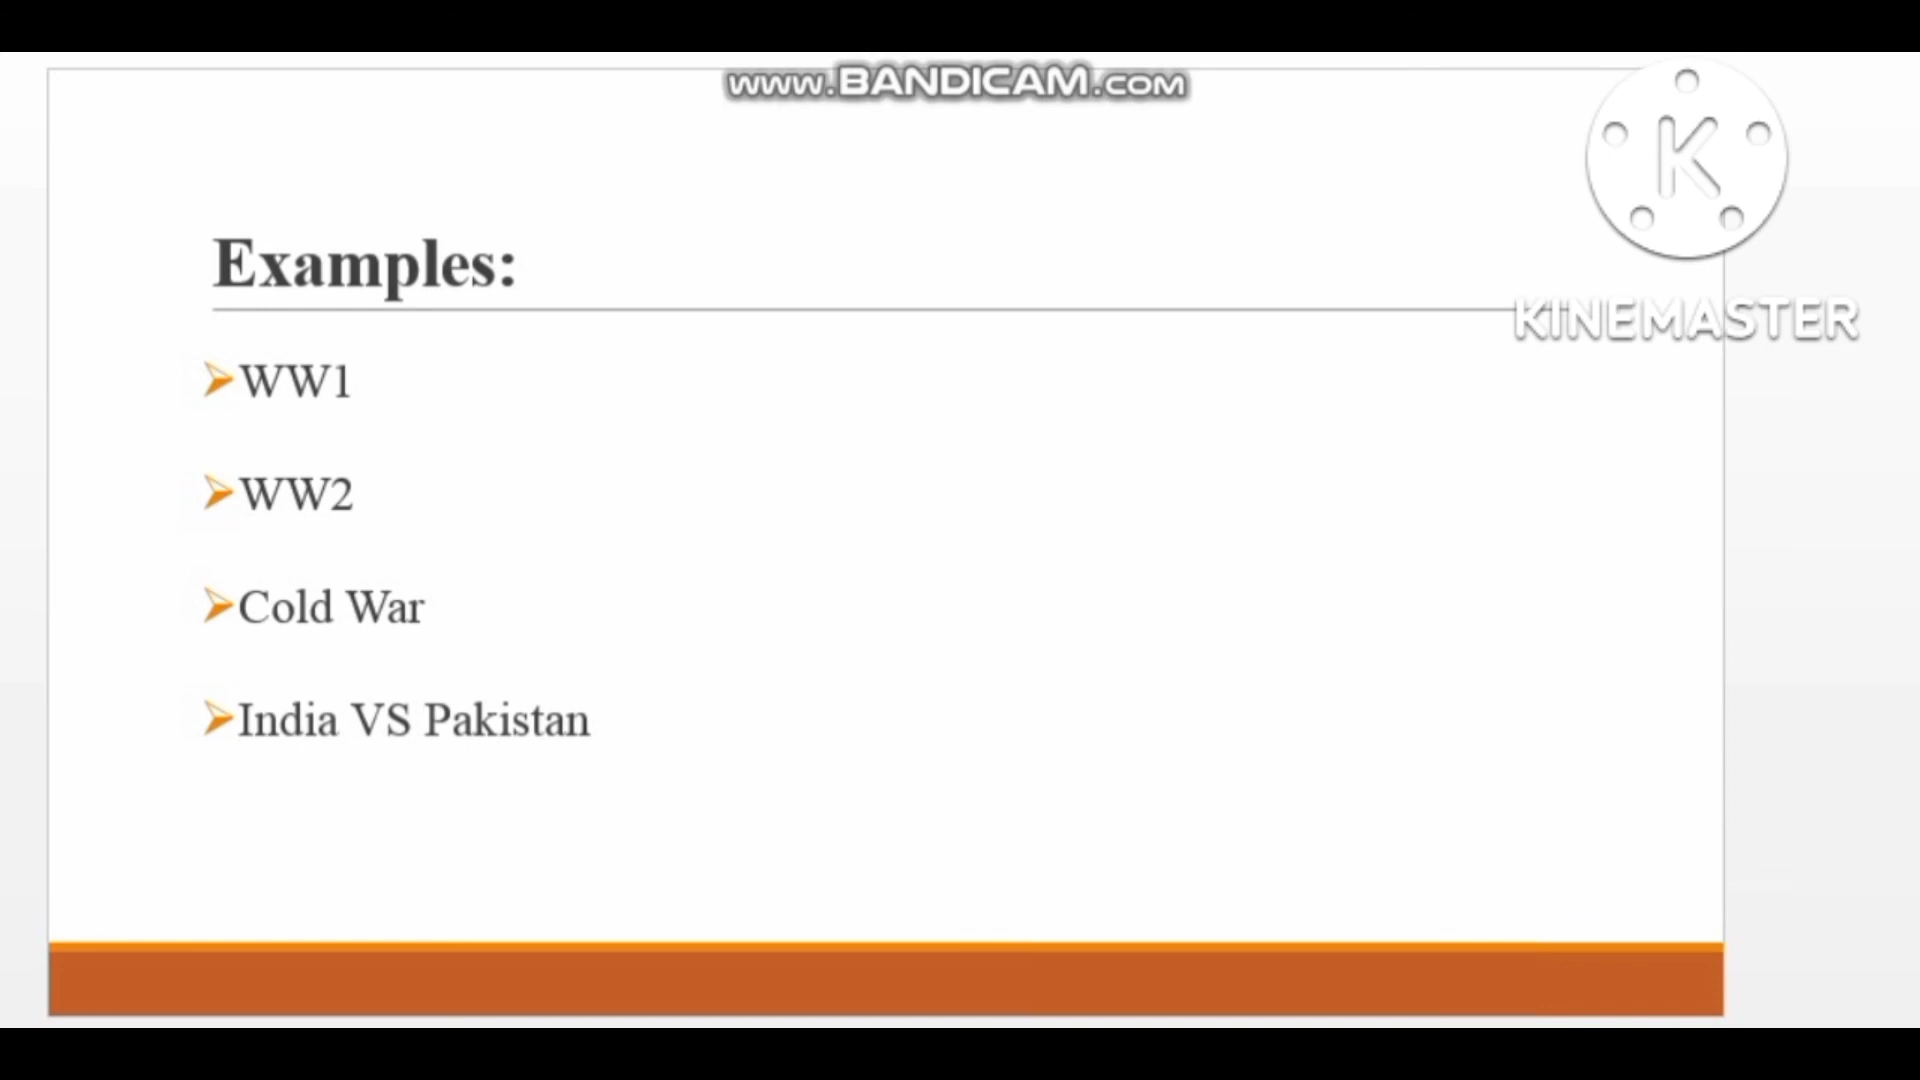 www.BANDICAM.com
K
KINEMASTER
Examples:
WW1
WW2
Cold War
India VS Pakistan